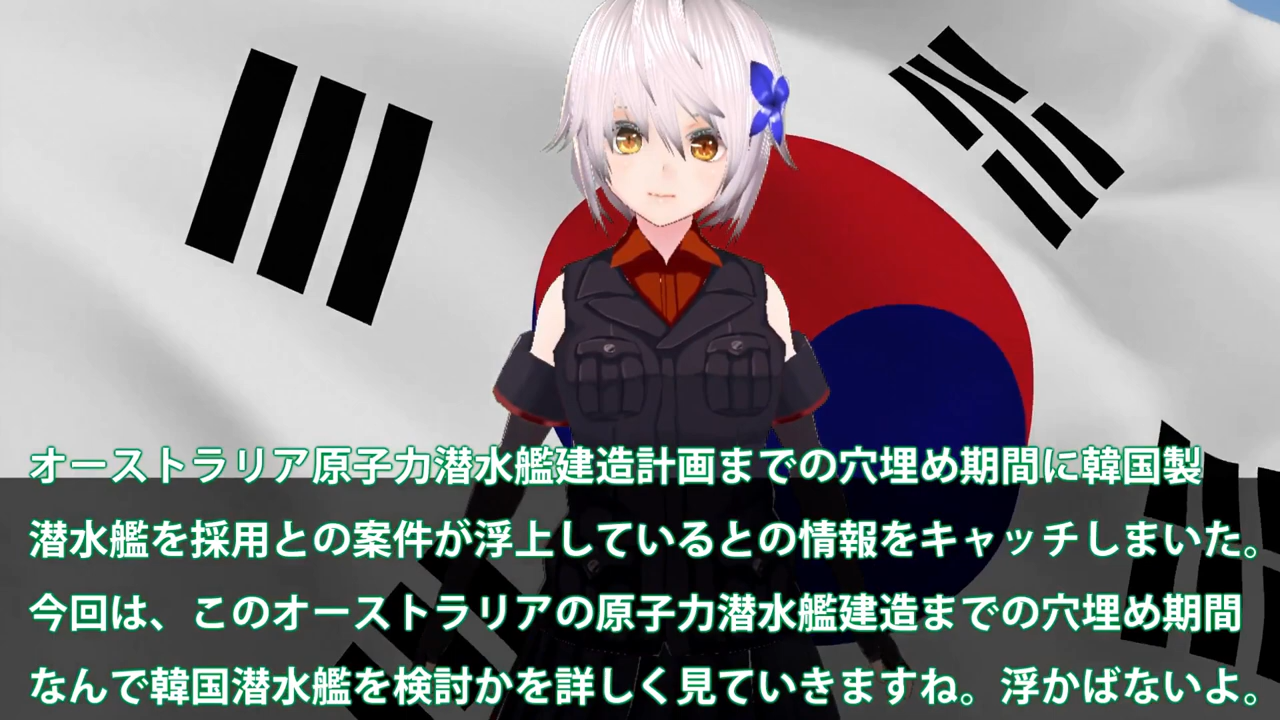 オーストラリア原子力潜水艦建造計画までの穴埋め期間に韓国製
潜水艦を採用との案件が浮上しているとの情報をキャッチしまいた。
今回は、このオーストラリアの原子力潜水艦建造までの穴埋め期間
なんで韓国潜水艦を検討かを詳しく見ていきますね。浮かばないよ。